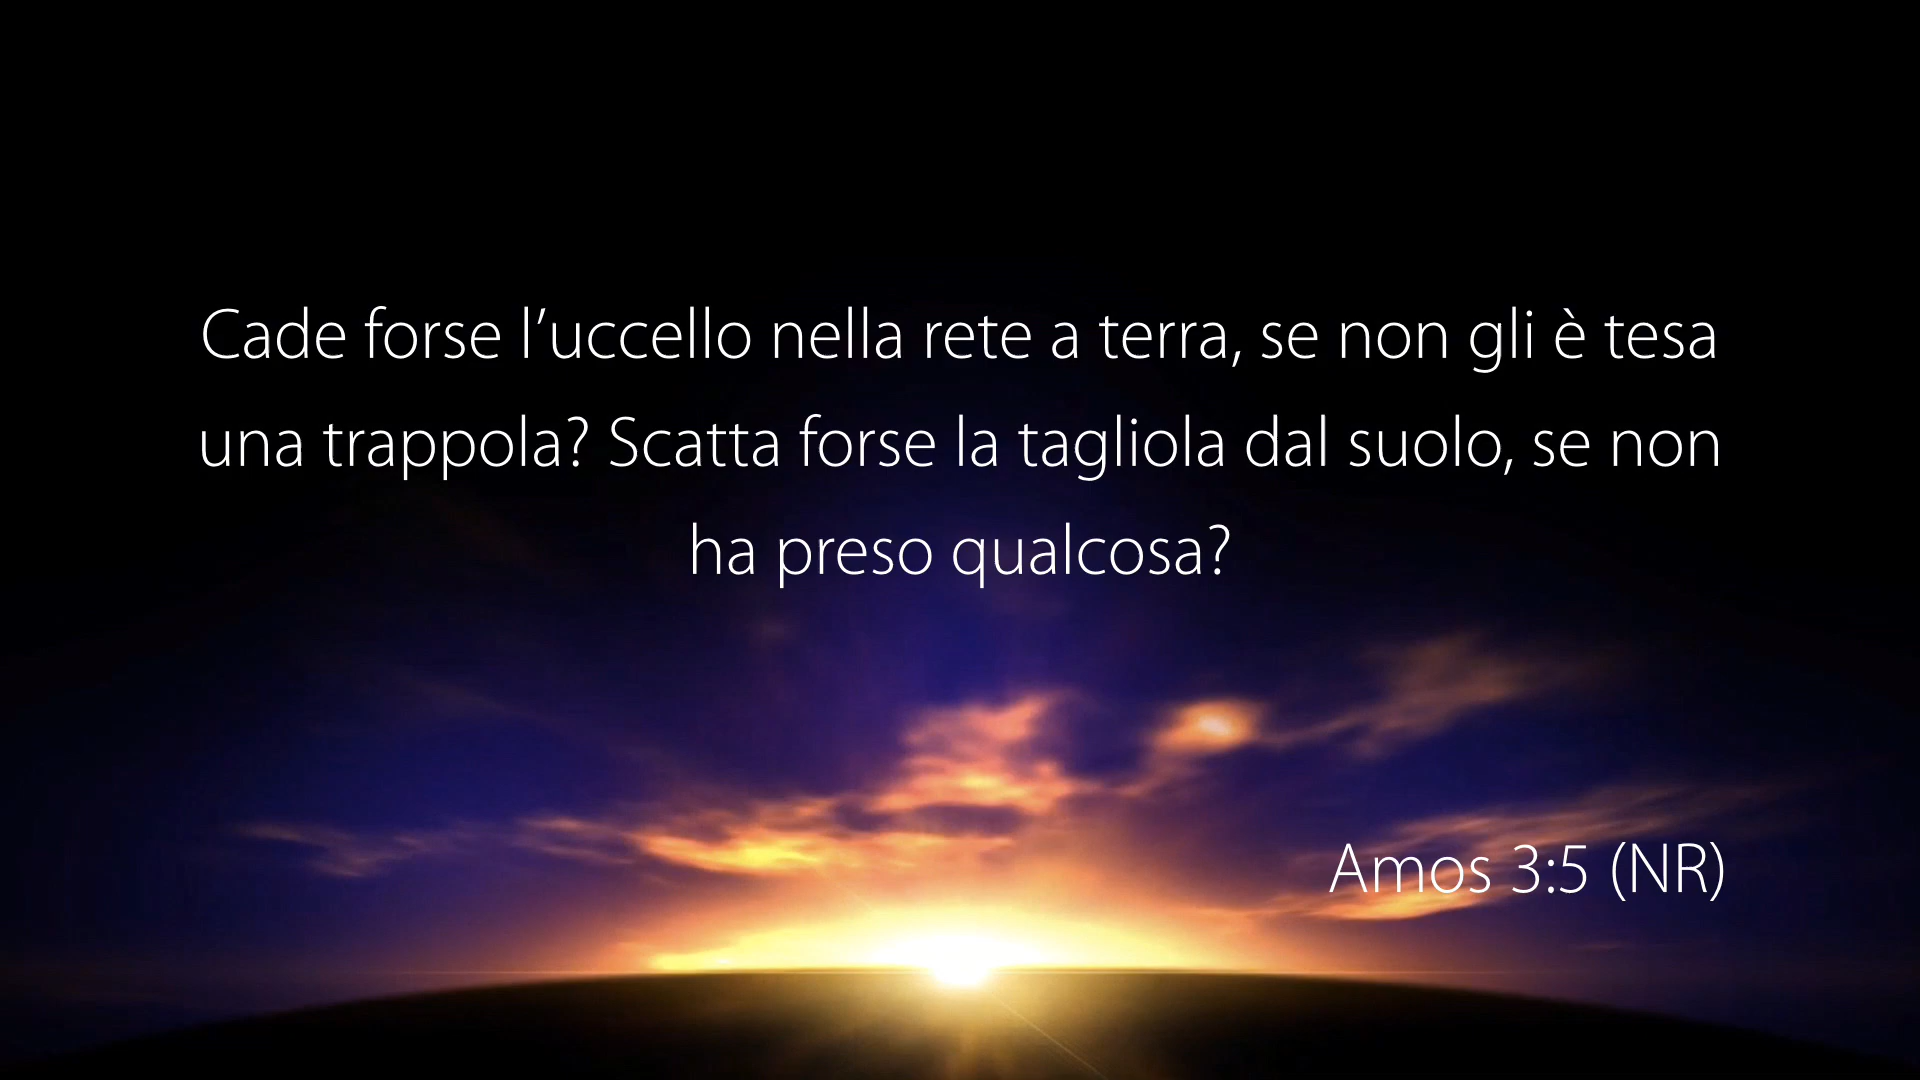 Cade forse l’uccello nella rete a terra, se non gli è tesa
una trappola? Scatta forse la tagliola dal suolo, se non
ha preso qualcosa?
Amos 3:5 (NR)